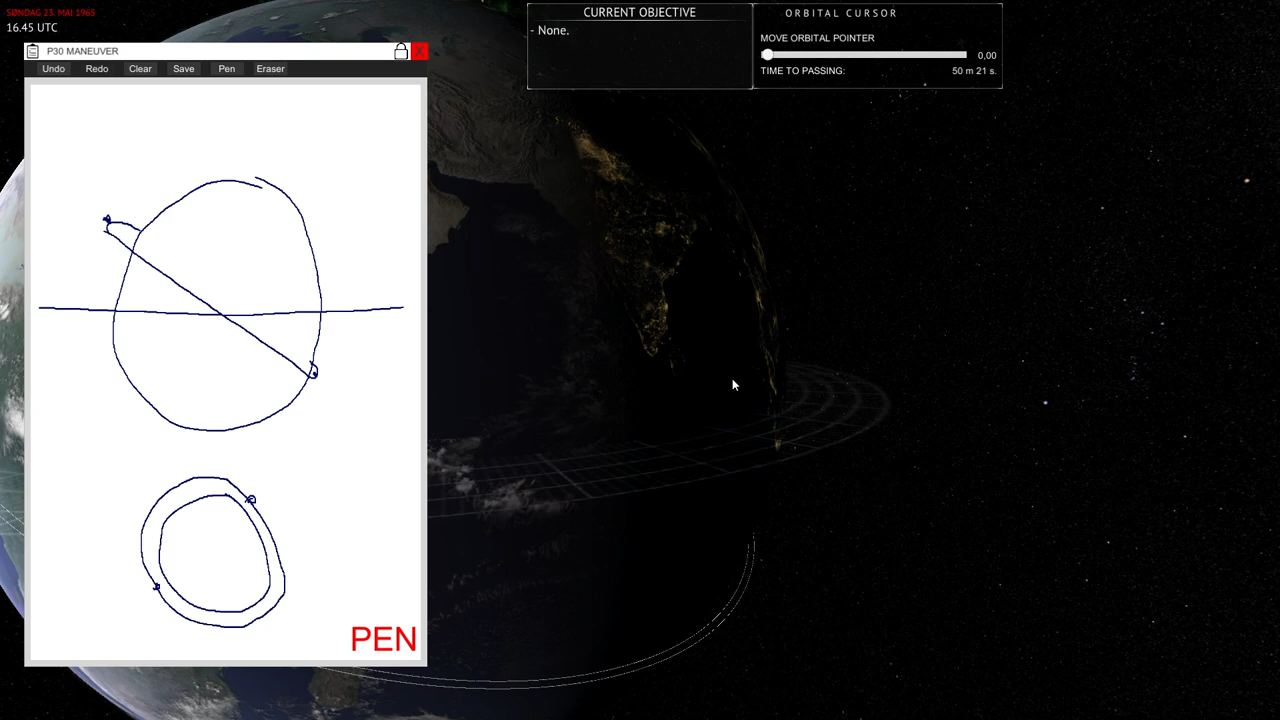 SØNDAG 23. MAI 1965
16.45 UTC
P30 MANEUVER
X
Undo Redo Clear Save Pen Eraser
PEN
CURRENT OBJECTIVE
- None.
ORBITAL CURSOR
MOVE ORBITAL POINTER
0,00
TIME TO PASSING: 50 m 21 s.